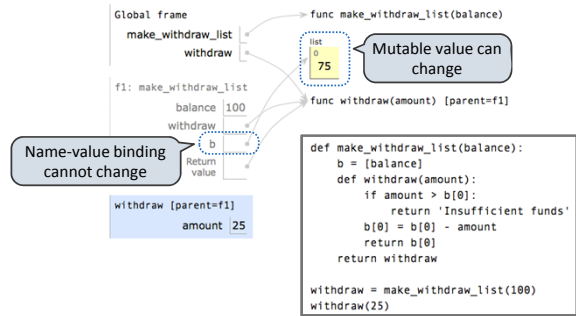 Global frame
make_withdraw_list
withdraw
func make_withdraw_list(balance)
list
0
75
Mutable value can
change
f1: make_withdraw_list
balance 100
withdraw
b
Return
value
func withdraw(amount) [parent=f1]
Name-value binding
cannot change
withdraw [parent=f1]
amount 25
def make_withdraw_list(balance):
    b = [balance]
    def withdraw(amount):
        if amount > b[0]:
            return 'Insufficient funds'
        b[0] = b[0] - amount
        return b[0]
    return withdraw
withdraw = make_withdraw_list(100)
withdraw(25)